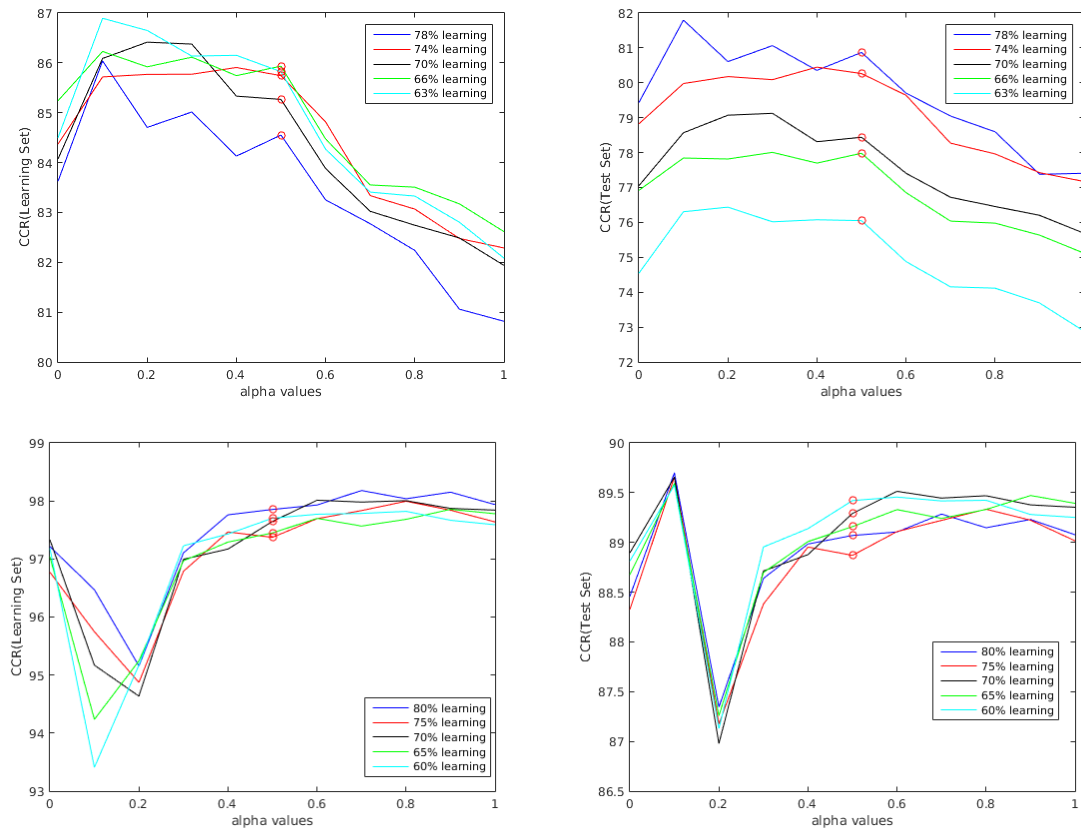 CCR(Learning Set)
87
86
85
84
83
82
81
80
0
0.2
0.4
0.6
0.8
1
alpha values
78% learning
74% learning
70% learning
66% learning
63% learning
CCR(Test Set)
82
81
80
79
78
77
76
75
74
73
72
0
0.2
0.4
0.6
0.8
1
alpha values
78% learning
74% learning
70% learning
66% learning
63% learning
CCR(Learning Set)
99
98
97
96
95
94
93
0
0.2
0.4
0.6
0.8
1
alpha values
80% learning
75% learning
70% learning
65% learning
60% learning
CCR(Test Set)
90
89.5
89
88.5
88
87.5
87
86.5
0
0.2
0.4
0.6
0.8
1
alpha values
80% learning
75% learning
70% learning
65% learning
60% learning